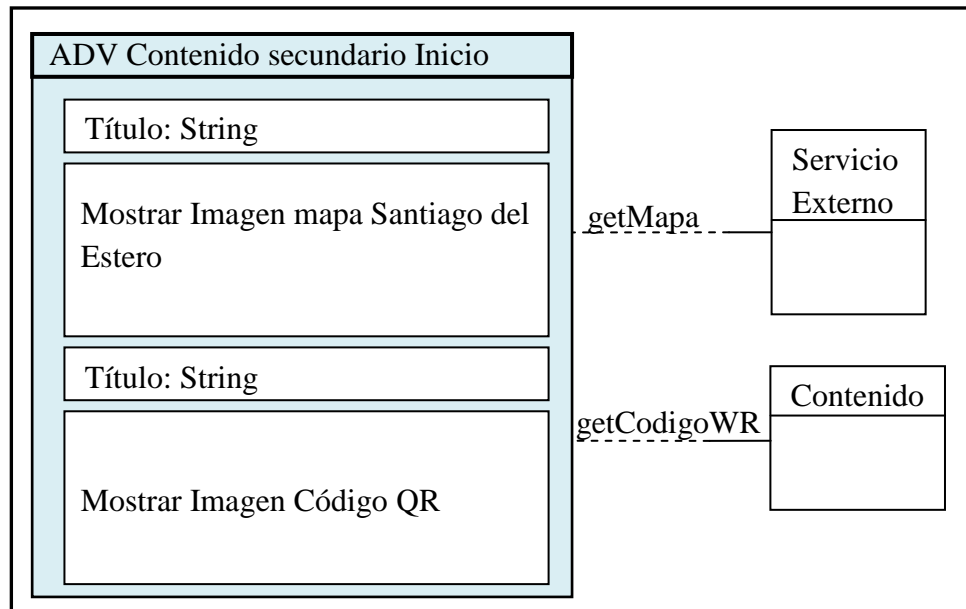 ADV Contenido secundario Inicio
Título: String
Mostrar Imagen mapa Santiago del
Estero
getMapa
Servicio
Externo
Título: String
getCodigoWR
Contenido
Mostrar Imagen Código QR